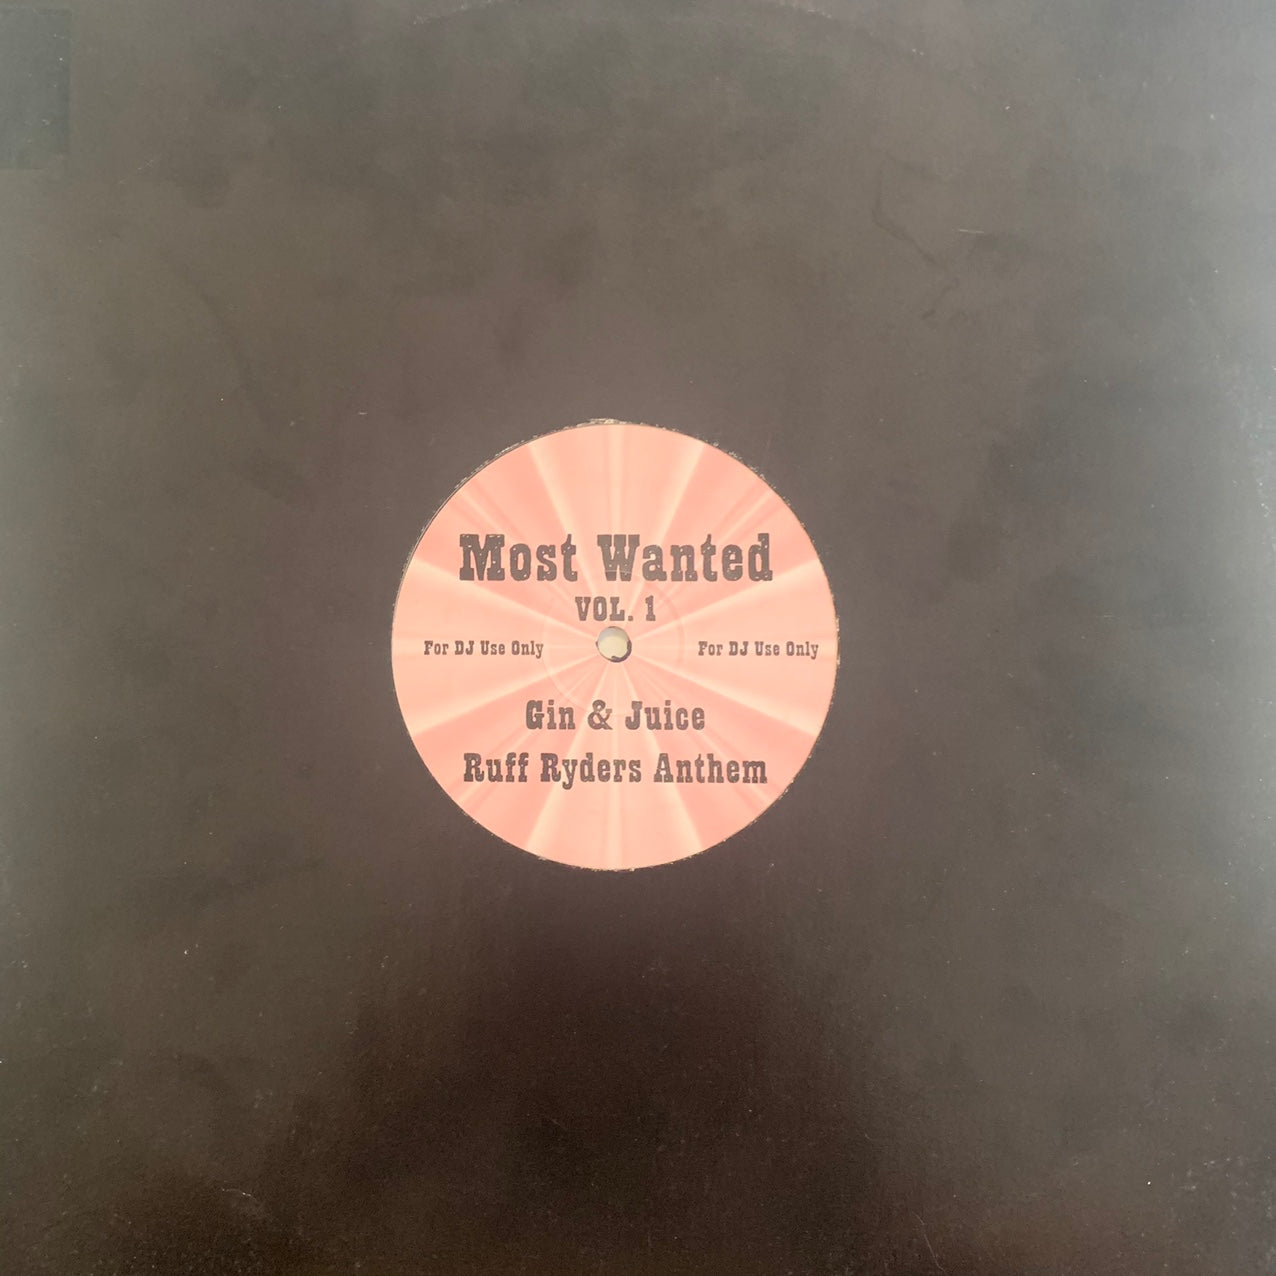 Most Wanted
VOL. 1
For DJ Use Only For DJ Use Only
Gin & Juice
Ruff Ryders Anthem